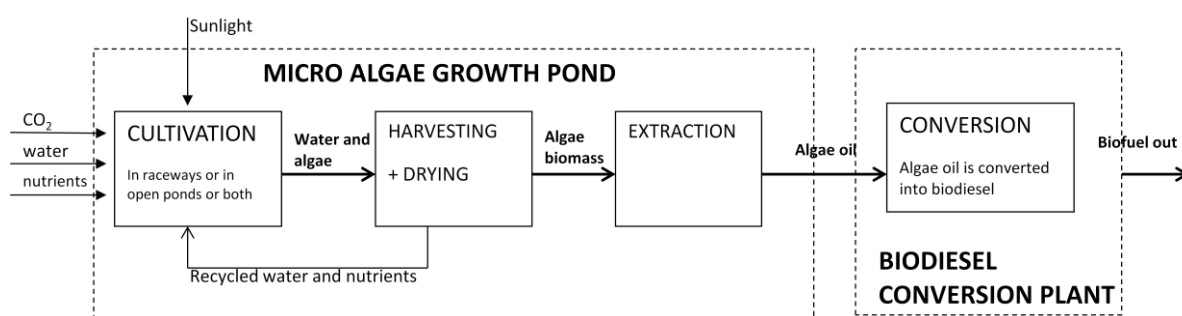 Sunlight
MICRO ALGAE GROWTH POND
CO₂
water
nutrients
CULTIVATION
In raceways or in
open ponds or both
Water and
algae
HARVESTING
+ DRYING
Algae
biomass
EXTRACTION
Algae oil
CONVERSION
Algae oil is converted
into biodiesel
Biofuel out
Recycled water and nutrients
BIODIESEL
CONVERSION PLANT